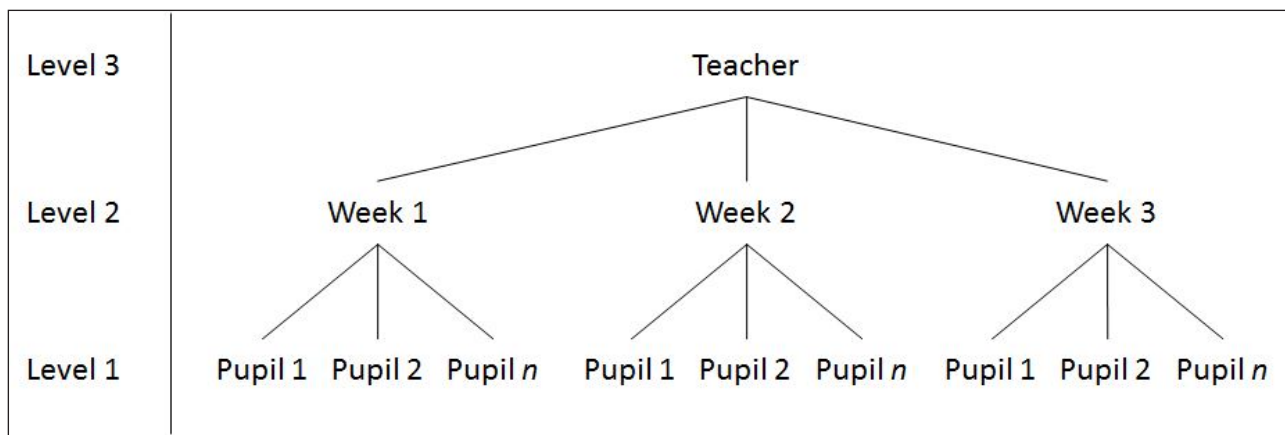 Level 3 Teacher
Level 2 Week 1 Week 2 Week 3
Level 1 Pupil 1 Pupil 2 Pupil n Pupil 1 Pupil 2 Pupil n Pupil 1 Pupil 2 Pupil n